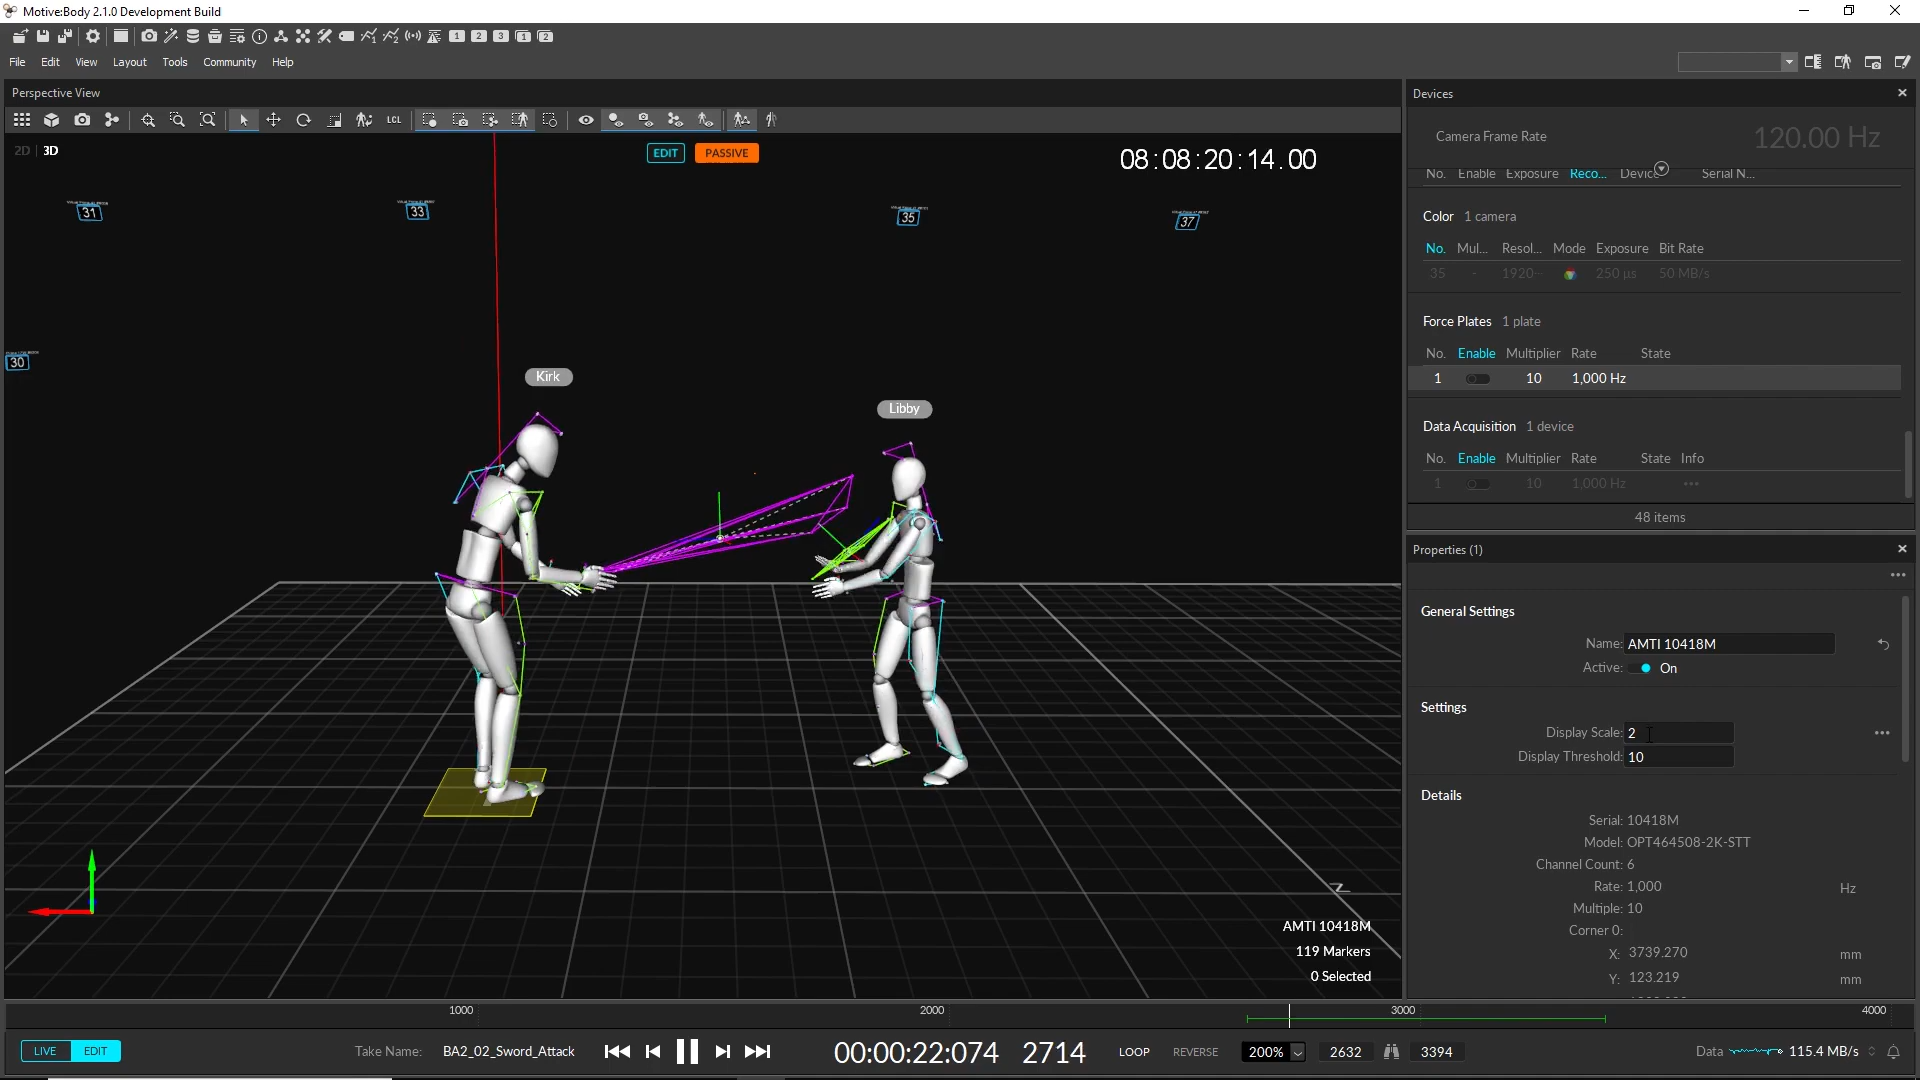 Motive:Body 2.1.0 Development Build
1 2 3 1 2
File Edit View Layout Tools Community Help
Perspective View
LCL
2D | 3D
EDIT PASSIVE
08:08:20:14.00
31 33 35 37
30
Kirk
Libby
AMTI 10418M
119 Markers
0 Selected
Devices
Camera Frame Rate 120.00 Hz
No. Enable Exposure Reco... Device Serial N...
Color 1 camera
No. Mul... Resol... Mode Exposure Bit Rate
35 - 1920 250 µs 50 MB/s
Force Plates 1 plate
No. Enable Multiplier Rate State
1 10 1,000 Hz
Data Acquisition 1 device
No. Enable Multiplier Rate State Info
1 10 1,000 Hz
48 items
Properties (1)
General Settings
Name: AMTI 10418M
Active: On
Settings
Display Scale: 2
Display Threshold: 10
Details
Serial: 10418M
Model: OPT464508-2K-STT
Channel Count: 6
Rate: 1,000 Hz
Multiple: 10
Corner 0:
X: 3739.270 mm
Y: 123.219 mm
1000 2000 3000 4000
LIVE EDIT
Take Name: BA2_02_Sword_Attack
00:00:22:074 2714
LOOP REVERSE 200% 2632 3394
Data 115.4 MB/s